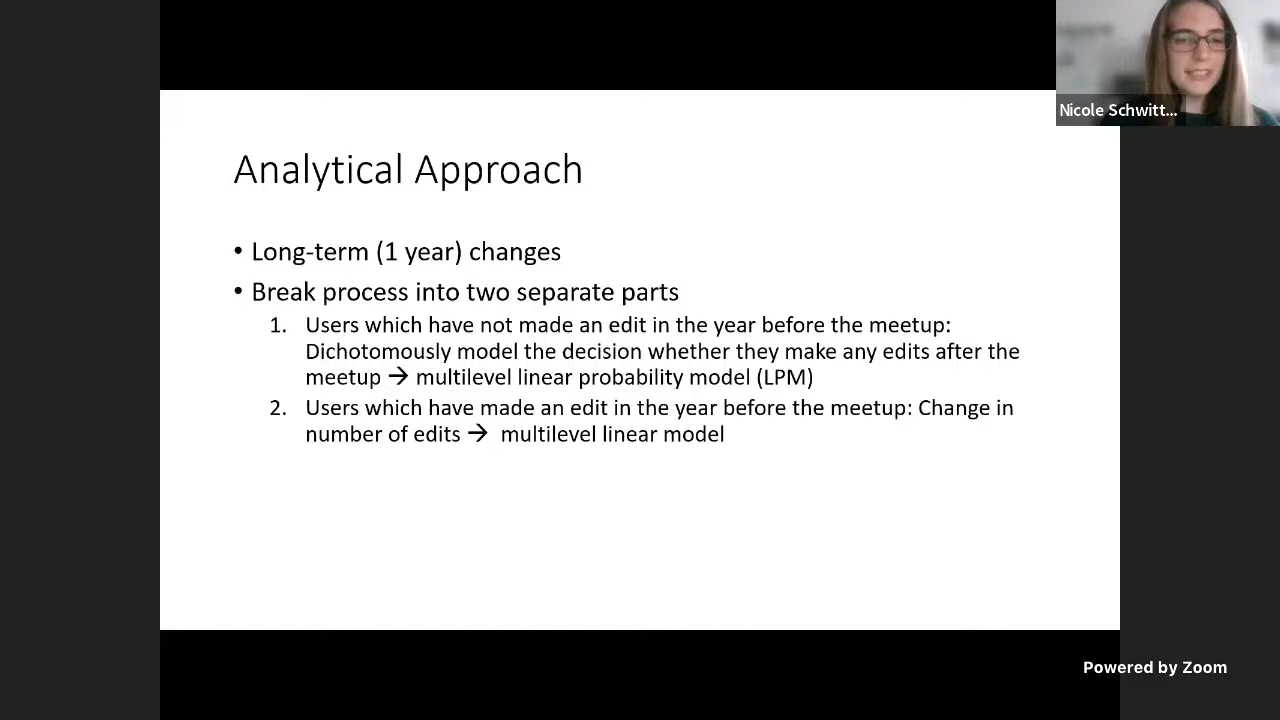 Nicole Schwitt...
Analytical Approach
• Long-term (1 year) changes
• Break process into two separate parts
1. Users which have not made an edit in the year before the meetup:
Dichotomously model the decision whether they make any edits after the
meetup → multilevel linear probability model (LPM)
2. Users which have made an edit in the year before the meetup: Change in
number of edits → multilevel linear model
Powered by Zoom